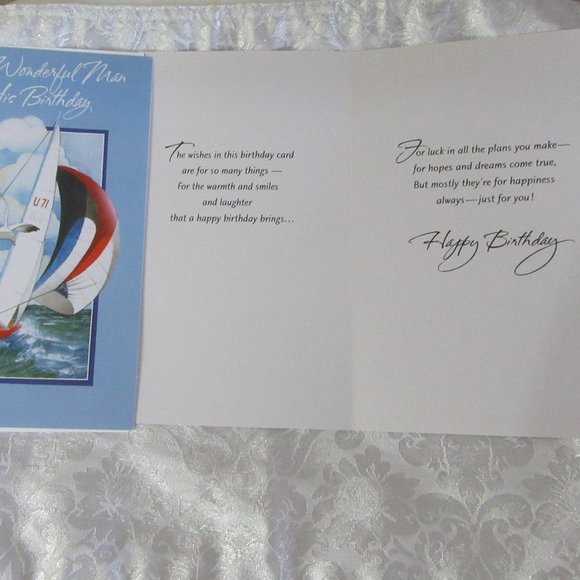 Wonderful Man
His Birthday
U 71
The wishes in this birthday card
are for so many things —
For the warmth and smiles
and laughter
that a happy birthday brings...
For luck in all the plans you make—
for hopes and dreams come true,
But mostly they're for happiness
always—just for you!
Happy Birthday